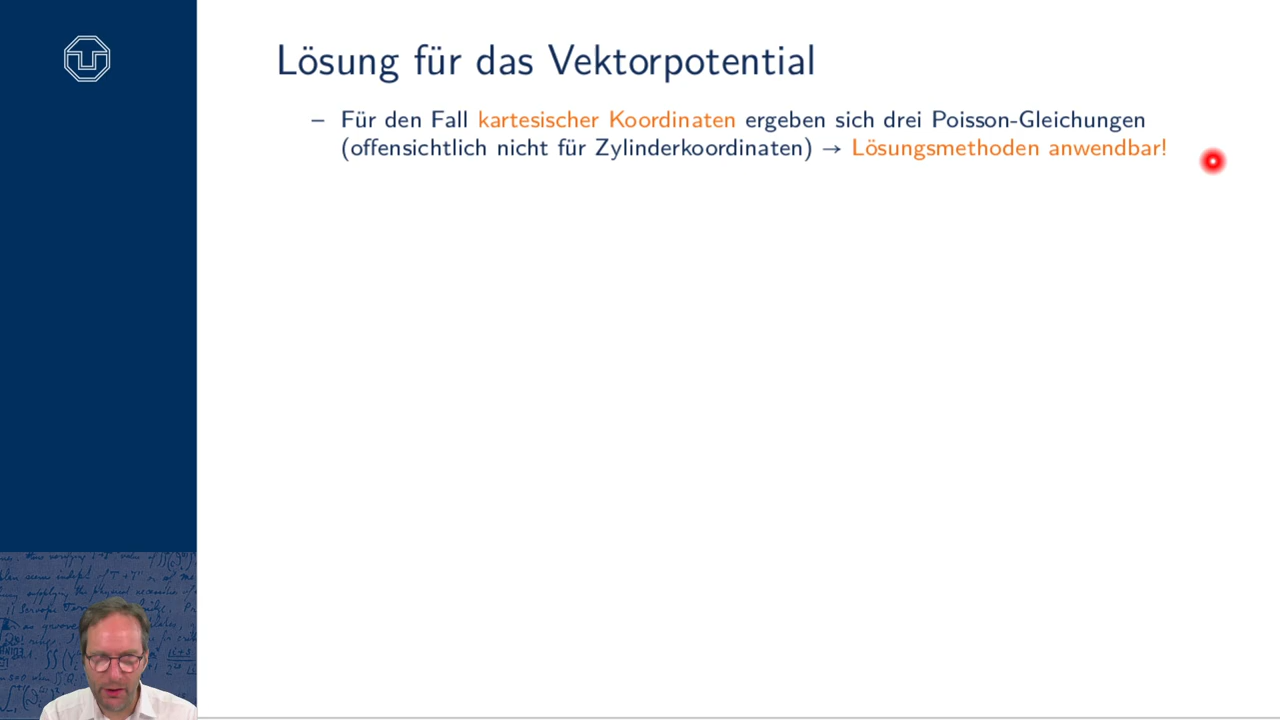 Lösung für das Vektorpotential
– Für den Fall kartesischer Koordinaten ergeben sich drei Poisson-Gleichungen
(offensichtlich nicht für Zylinderkoordinaten) → Lösungsmethoden anwendbar!